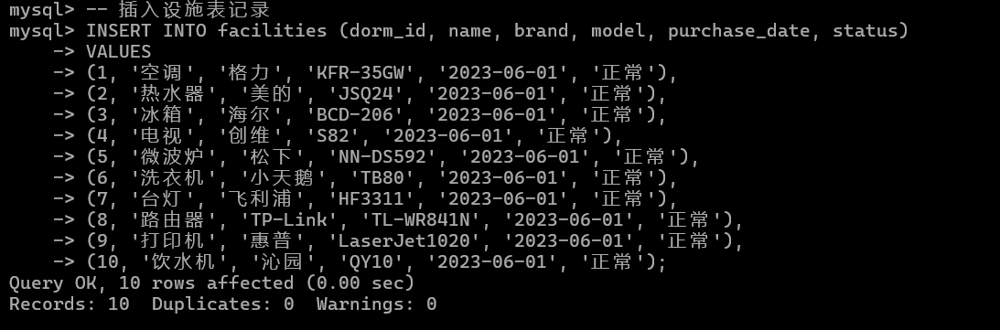 mysql> -- 插入设施表记录
mysql> INSERT INTO facilities (dorm_id, name, brand, model, purchase_date, status)
    -> VALUES
    -> (1, '空调', '格力', 'KFR-35GW', '2023-06-01', '正常'),
    -> (2, '热水器', '美的', 'JSQ24', '2023-06-01', '正常'),
    -> (3, '冰箱', '海尔', 'BCD-206', '2023-06-01', '正常'),
    -> (4, '电视', '创维', 'S82', '2023-06-01', '正常'),
    -> (5, '微波炉', '松下', 'NN-DS592', '2023-06-01', '正常'),
    -> (6, '洗衣机', '小天鹅', 'TB80', '2023-06-01', '正常'),
    -> (7, '台灯', '飞利浦', 'HF3311', '2023-06-01', '正常'),
    -> (8, '路由器', 'TP-Link', 'TL-WR841N', '2023-06-01', '正常'),
    -> (9, '打印机', '惠普', 'LaserJet1020', '2023-06-01', '正常'),
    -> (10, '饮水机', '沁园', 'QY10', '2023-06-01', '正常');
Query OK, 10 rows affected (0.00 sec)
Records: 10  Duplicates: 0  Warnings: 0